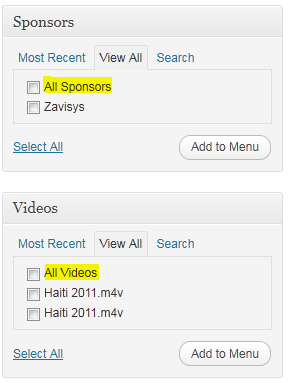 Sponsors
Most Recent View All Search
All Sponsors
Zavisys
Select All Add to Menu
Videos
Most Recent View All Search
All Videos
Haiti 2011.m4v
Haiti 2011.m4v
Select All Add to Menu